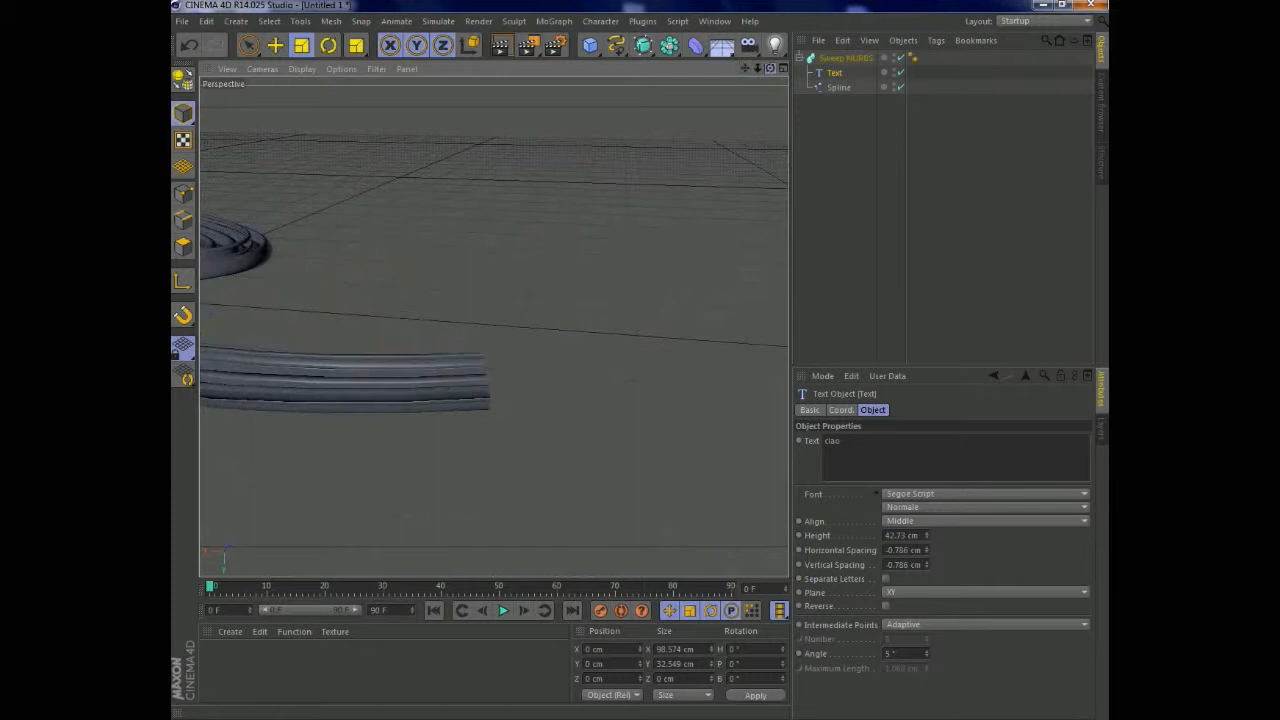 CINEMA 4D R14.025 Studio - [Untitled 1 *]
File Edit Create Select Tools Mesh Snap Animate Simulate Render Sculpt MoGraph Character Plugins Script Window Help Layout: Startup
X Y Z
File Edit View Objects Tags Bookmarks
View Cameras Display Options Filter Panel
Perspective
Sweep NURBS
Text
Spline
Objects
Content Browser
Structure
Mode Edit User Data
Text Object [Text]
Basic Coord. Object
Object Properties
Text ciao
Font Segoe Script
Normale
Align Middle
Height 42.73 cm
Horizontal Spacing -0.786 cm
Vertical Spacing -0.786 cm
Separate Letters
Plane XY
Reverse
Intermediate Points Adaptive
Number
Angle 5 °
Maximum Length
Attributes
Layers
0 10 20 30 40 50 60 70 80 90 0 F
0 F 0 F 90 F 90 F
Create Edit Function Texture
Position Size Rotation
X 0 cm X 98.574 cm H 0 °
Y 0 cm Y 32.549 cm P 0 °
Z 0 cm Z 0 cm B 0 °
Object (Rel) Size Apply
MAXON
CINEMA 4D